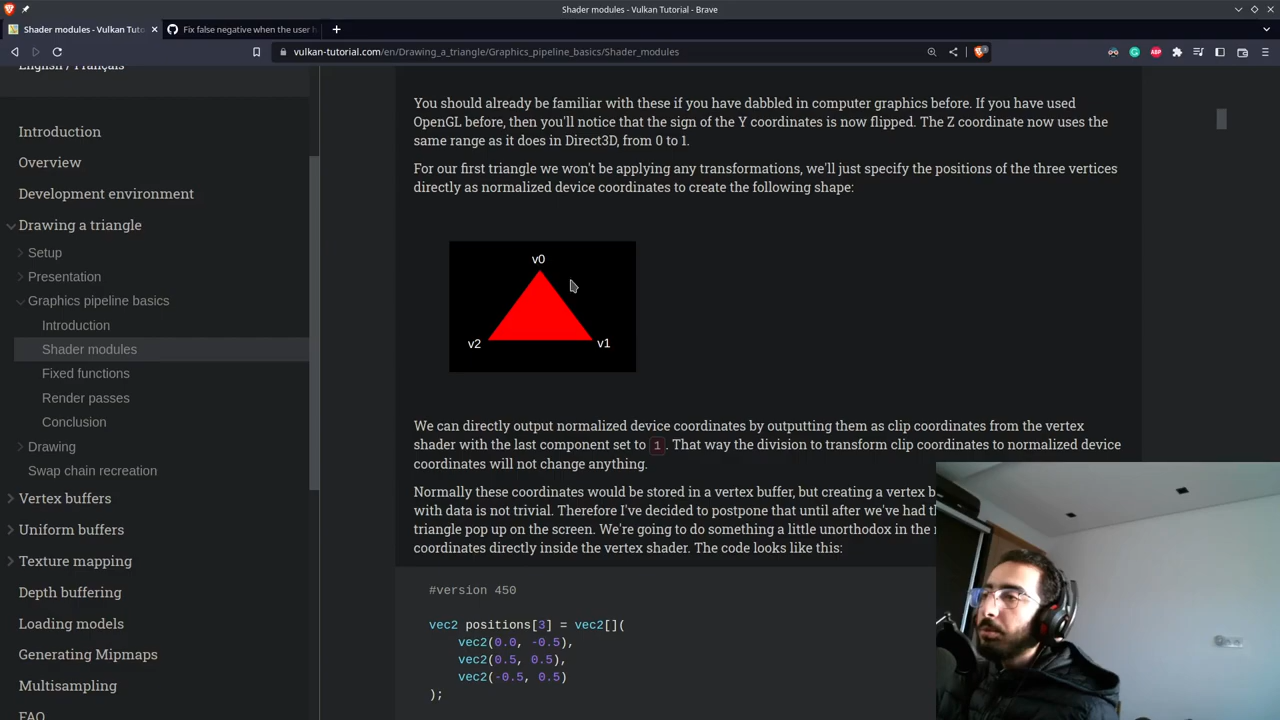 Shader modules - Vulkan Tutorial - Brave
Shader modules - Vulkan Tuto
Fix false negative when the user h
vulkan-tutorial.com/en/Drawing_a_triangle/Graphics_pipeline_basics/Shader_modules
English / Français
Introduction
Overview
Development environment
Drawing a triangle
Setup
Presentation
Graphics pipeline basics
Introduction
Shader modules
Fixed functions
Render passes
Conclusion
Drawing
Swap chain recreation
Vertex buffers
Uniform buffers
Texture mapping
Depth buffering
Loading models
Generating Mipmaps
Multisampling
FAQ
You should already be familiar with these if you have dabbled in computer graphics before. If you have used
OpenGL before, then you'll notice that the sign of the Y coordinates is now flipped. The Z coordinate now uses the
same range as it does in Direct3D, from 0 to 1.
For our first triangle we won't be applying any transformations, we'll just specify the positions of the three vertices
directly as normalized device coordinates to create the following shape:
v0
v2
v1
We can directly output normalized device coordinates by outputting them as clip coordinates from the vertex
shader with the last component set to 1. That way the division to transform clip coordinates to normalized device
coordinates will not change anything.
Normally these coordinates would be stored in a vertex buffer, but creating a vertex b
with data is not trivial. Therefore I've decided to postpone that until after we've had th
triangle pop up on the screen. We're going to do something a little unorthodox in the
coordinates directly inside the vertex shader. The code looks like this:
#version 450
vec2 positions[3] = vec2[](
vec2(0.0, -0.5),
vec2(0.5, 0.5),
vec2(-0.5, 0.5)
);